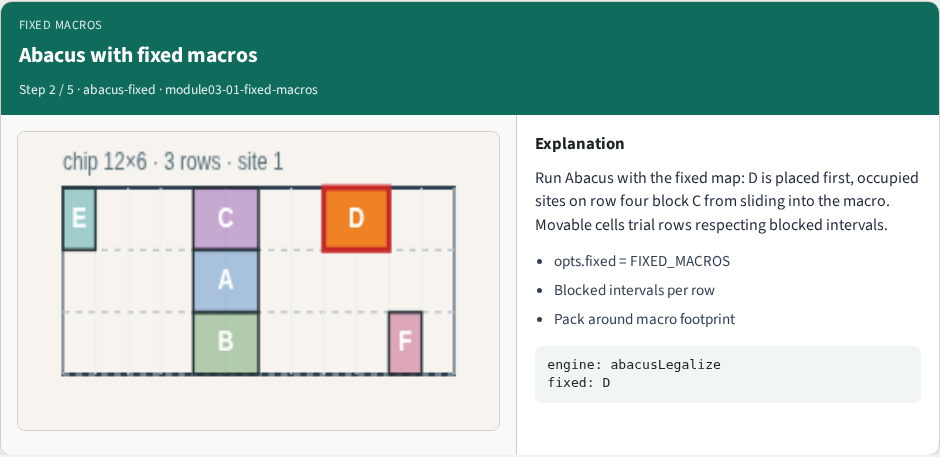 FIXED MACROS
Abacus with fixed macros
Step 2 / 5 · abacus-fixed · module03-01-fixed-macros
chip 12×6 · 3 rows · site 1
E
C
D
A
B
F
Explanation
Run Abacus with the fixed map: D is placed first, occupied
sites on row four block C from sliding into the macro.
Movable cells trial rows respecting blocked intervals.
• opts.fixed = FIXED_MACROS
• Blocked intervals per row
• Pack around macro footprint
engine: abacusLegalize
fixed: D